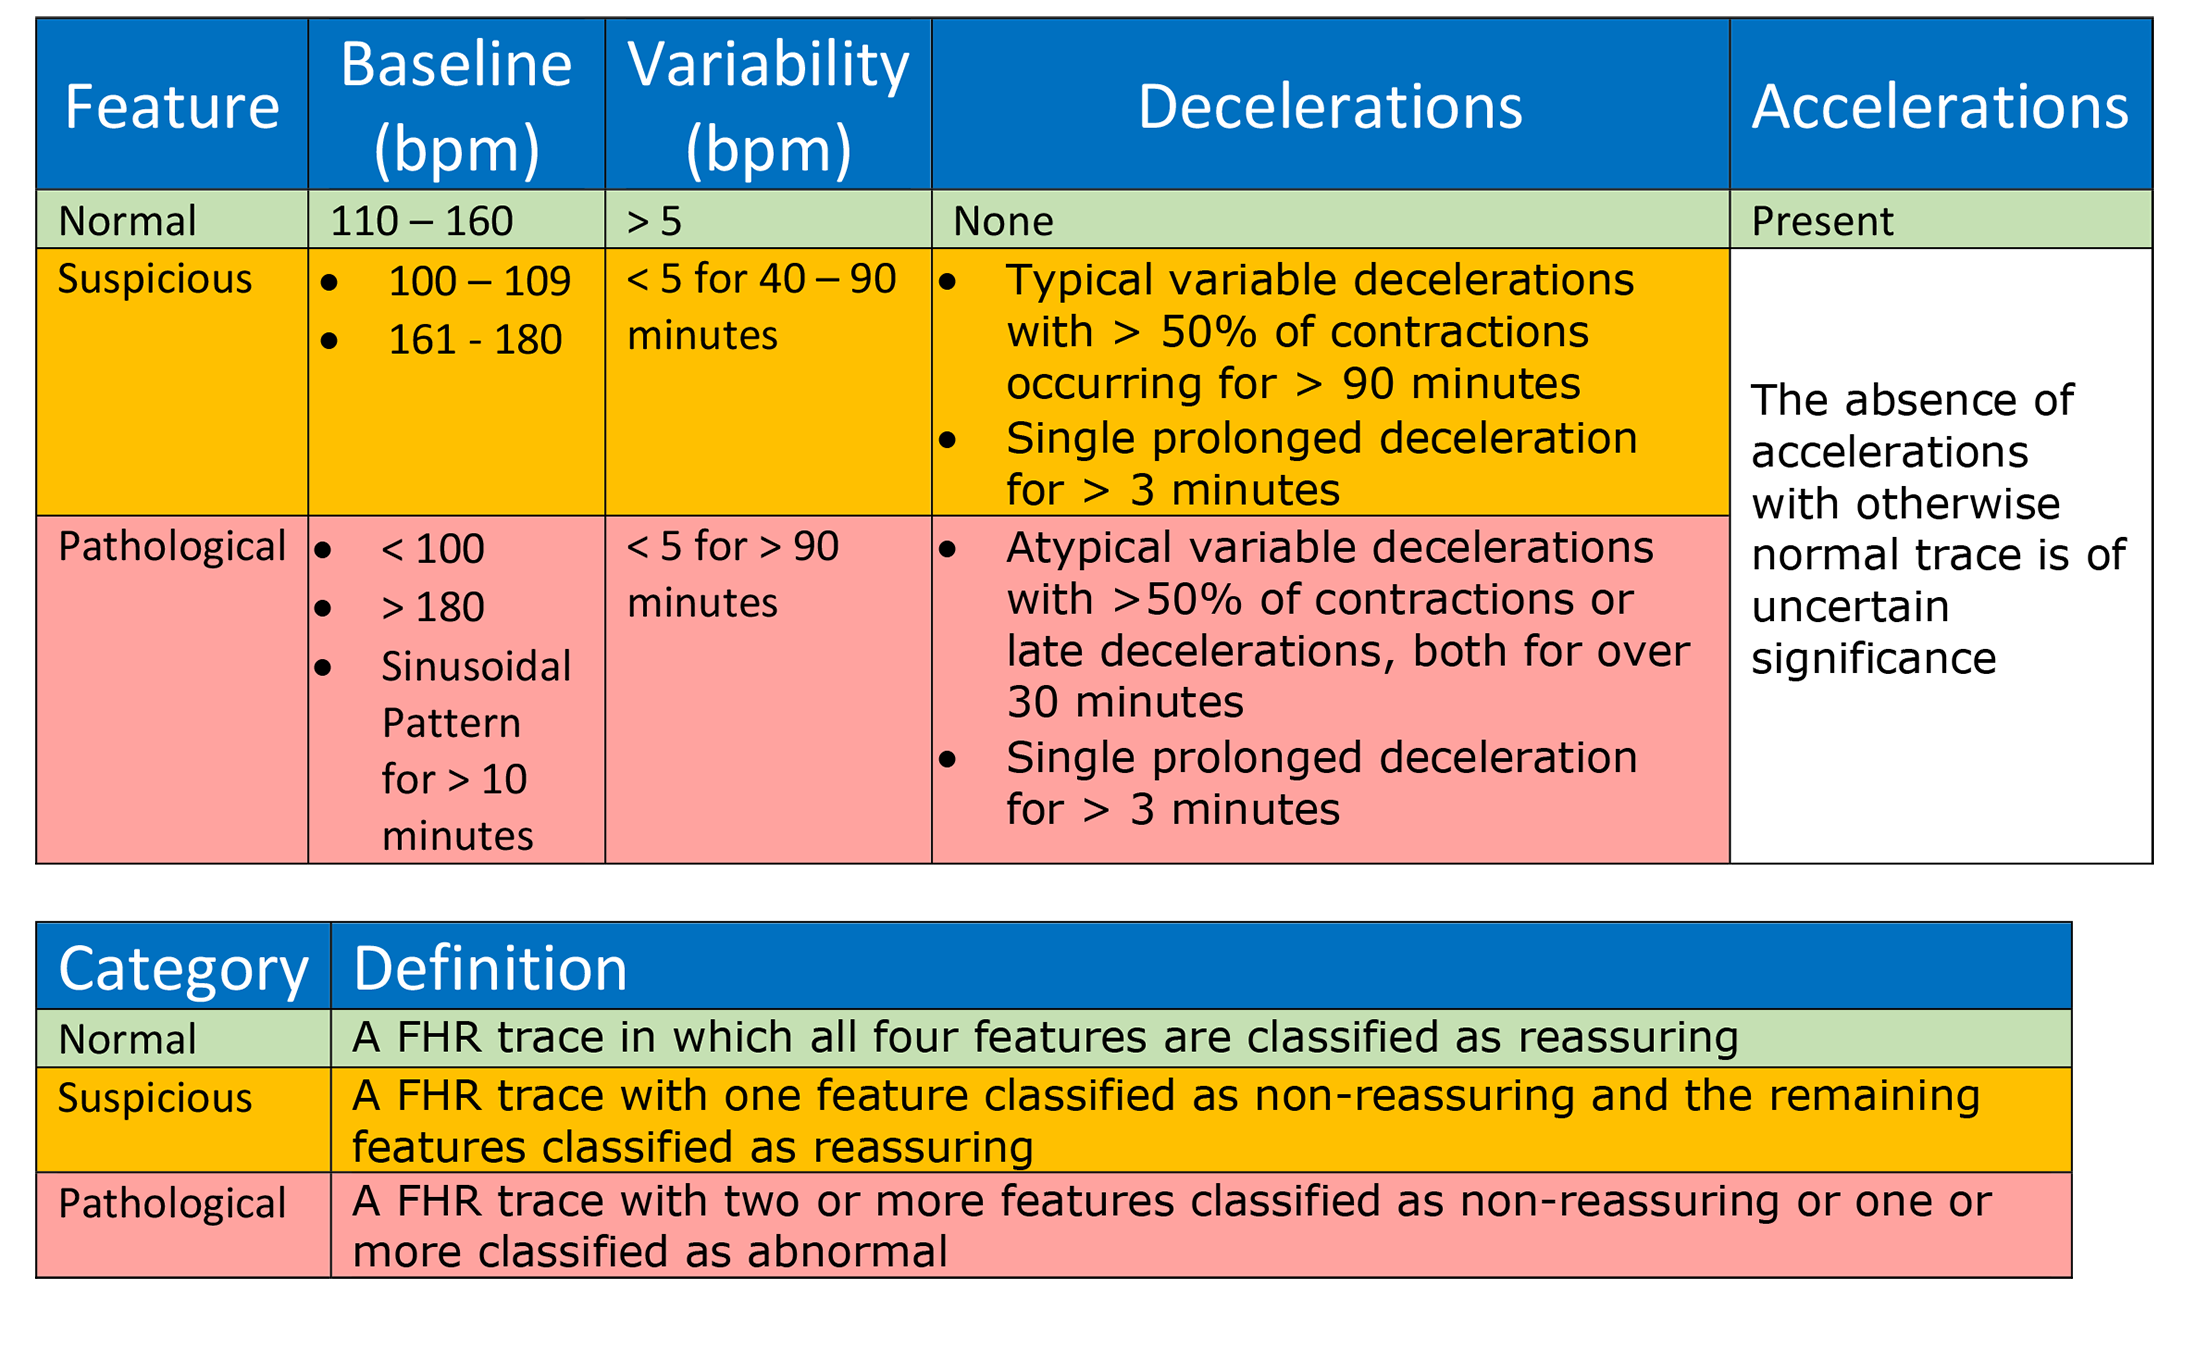 Feature
Baseline
(bpm)
Variability
(bpm)
Decelerations
Accelerations
Normal
110 – 160
> 5
None
Present
Suspicious
• 100 – 109
• 161 - 180
< 5 for 40 – 90
minutes
• Typical variable decelerations
with > 50% of contractions
occurring for > 90 minutes
• Single prolonged deceleration
for > 3 minutes
The absence of
accelerations
with otherwise
normal trace is of
uncertain
significance
Pathological
• < 100
• > 180
• Sinusoidal
Pattern
for > 10
minutes
< 5 for > 90
minutes
• Atypical variable decelerations
with >50% of contractions or
late decelerations, both for over
30 minutes
• Single prolonged deceleration
for > 3 minutes
Category
Definition
Normal
A FHR trace in which all four features are classified as reassuring
Suspicious
A FHR trace with one feature classified as non-reassuring and the remaining
features classified as reassuring
Pathological
A FHR trace with two or more features classified as non-reassuring or one or
more classified as abnormal